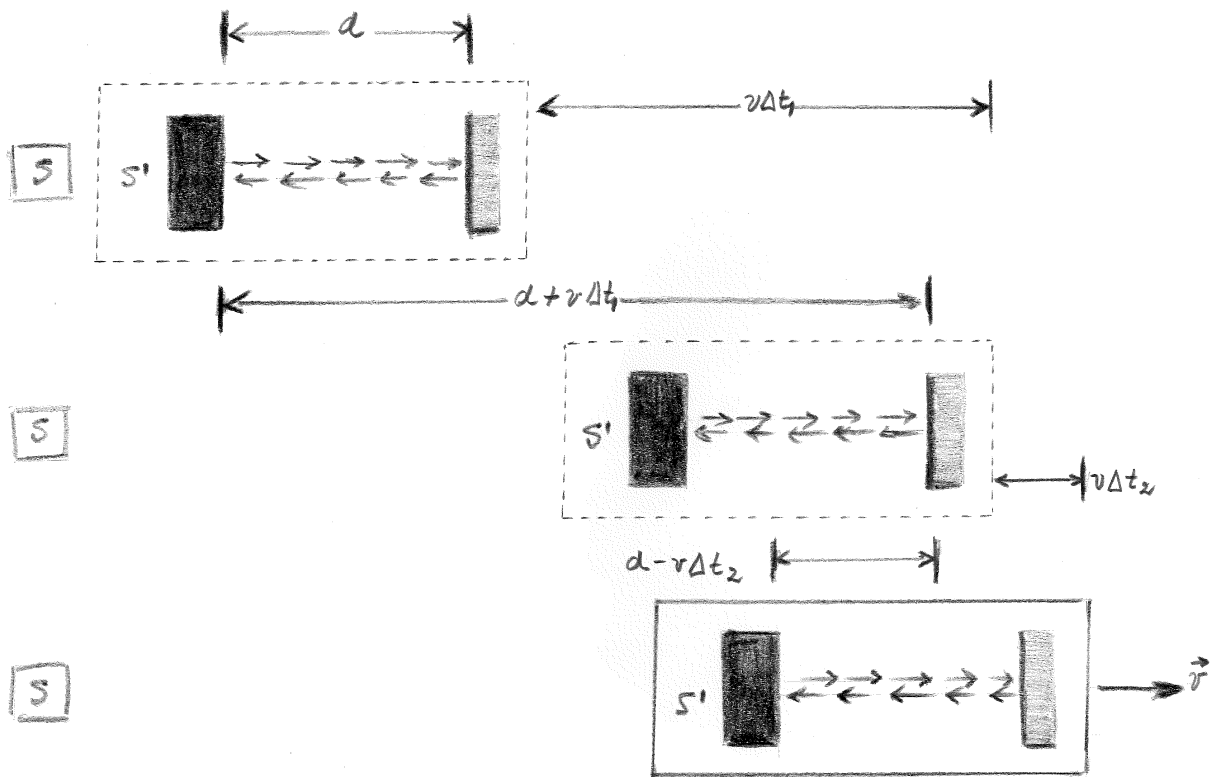 d
vΔt₁
S
S'
d + vΔt₁
S
S'
vΔt₂
d - vΔt₂
S
S'
v⃗